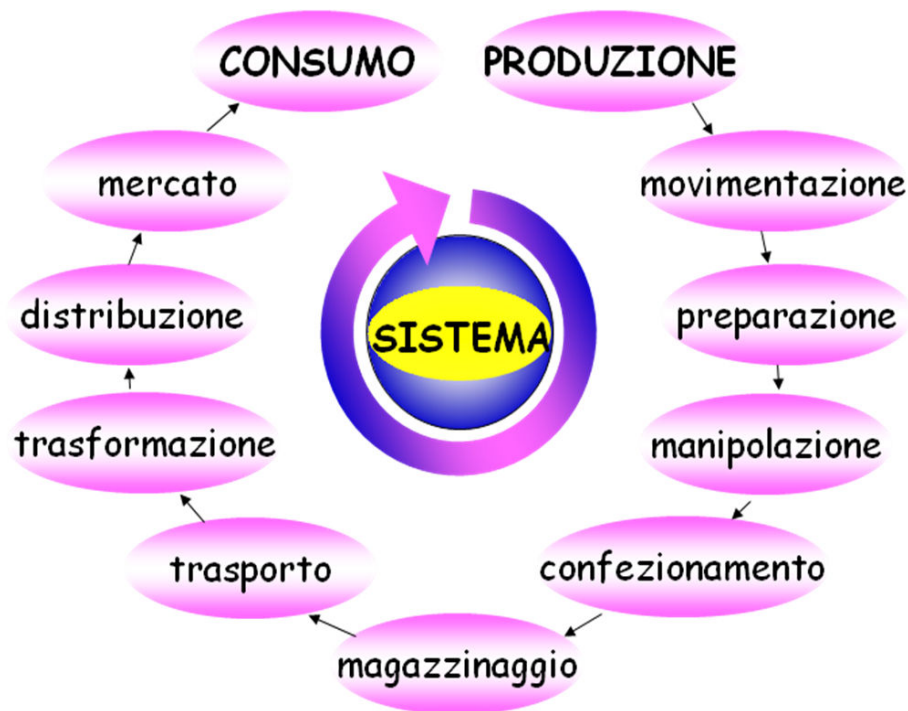 CONSUMO
PRODUZIONE
mercato
movimentazione
distribuzione
SISTEMA
preparazione
trasformazione
manipolazione
trasporto
confezionamento
magazzinaggio